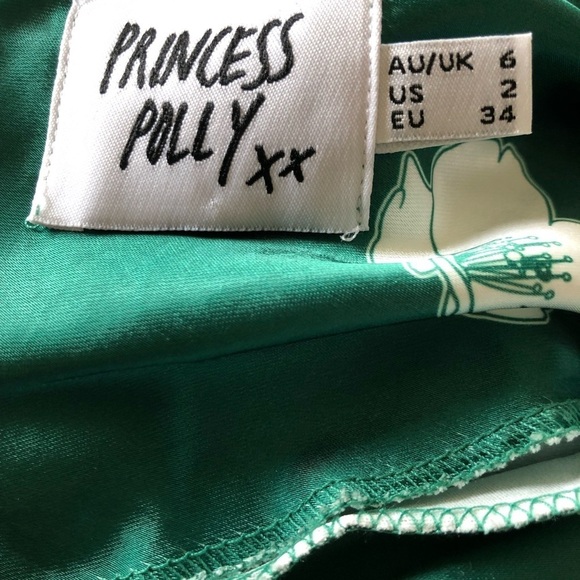 PRINCESS
POLLY xx
AU/UK 6
US 2
EU 34